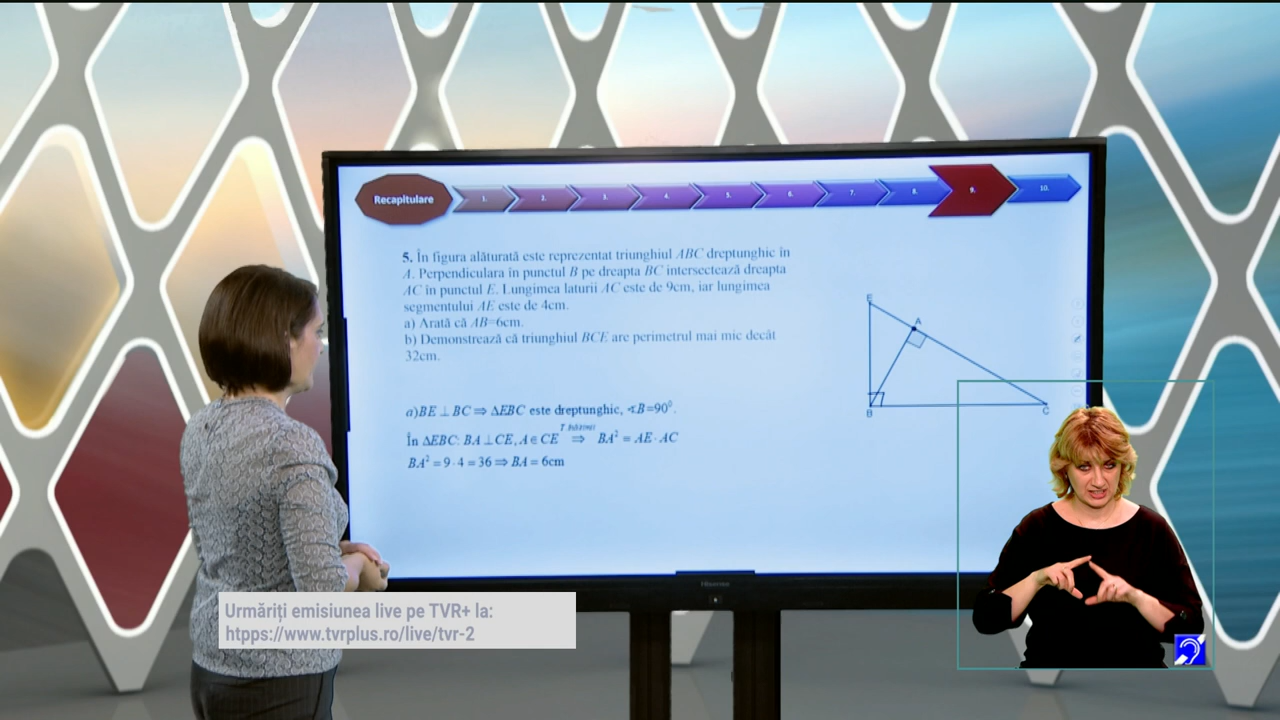 Recapitulare
1. 2. 3. 4. 5. 6. 7. 8. 9. 10.
5. În figura alăturată este reprezentat triunghiul ABC dreptunghic în
A. Perpendiculara în punctul B pe dreapta BC intersectează dreapta
AC în punctul E. Lungimea laturii AC este de 9cm, iar lungimea
segmentului AE este de 4cm.
a) Arată că AB=6cm.
b) Demonstrează că triunghiul BCE are perimetrul mai mic decât
32cm.
E
A
B
C
a)BE ⊥ BC ⇒ ΔEBC este dreptunghic, ∢B=90⁰.
T. Înălțimii
În ΔEBC: BA ⊥ CE, A ∈ CE ⇒ BA² = AE · AC
BA² = 9 · 4 = 36 ⇒ BA = 6cm
Hisense
Urmăriți emisiunea live pe TVR+ la:
htpps://www.tvrplus.ro/live/tvr-2